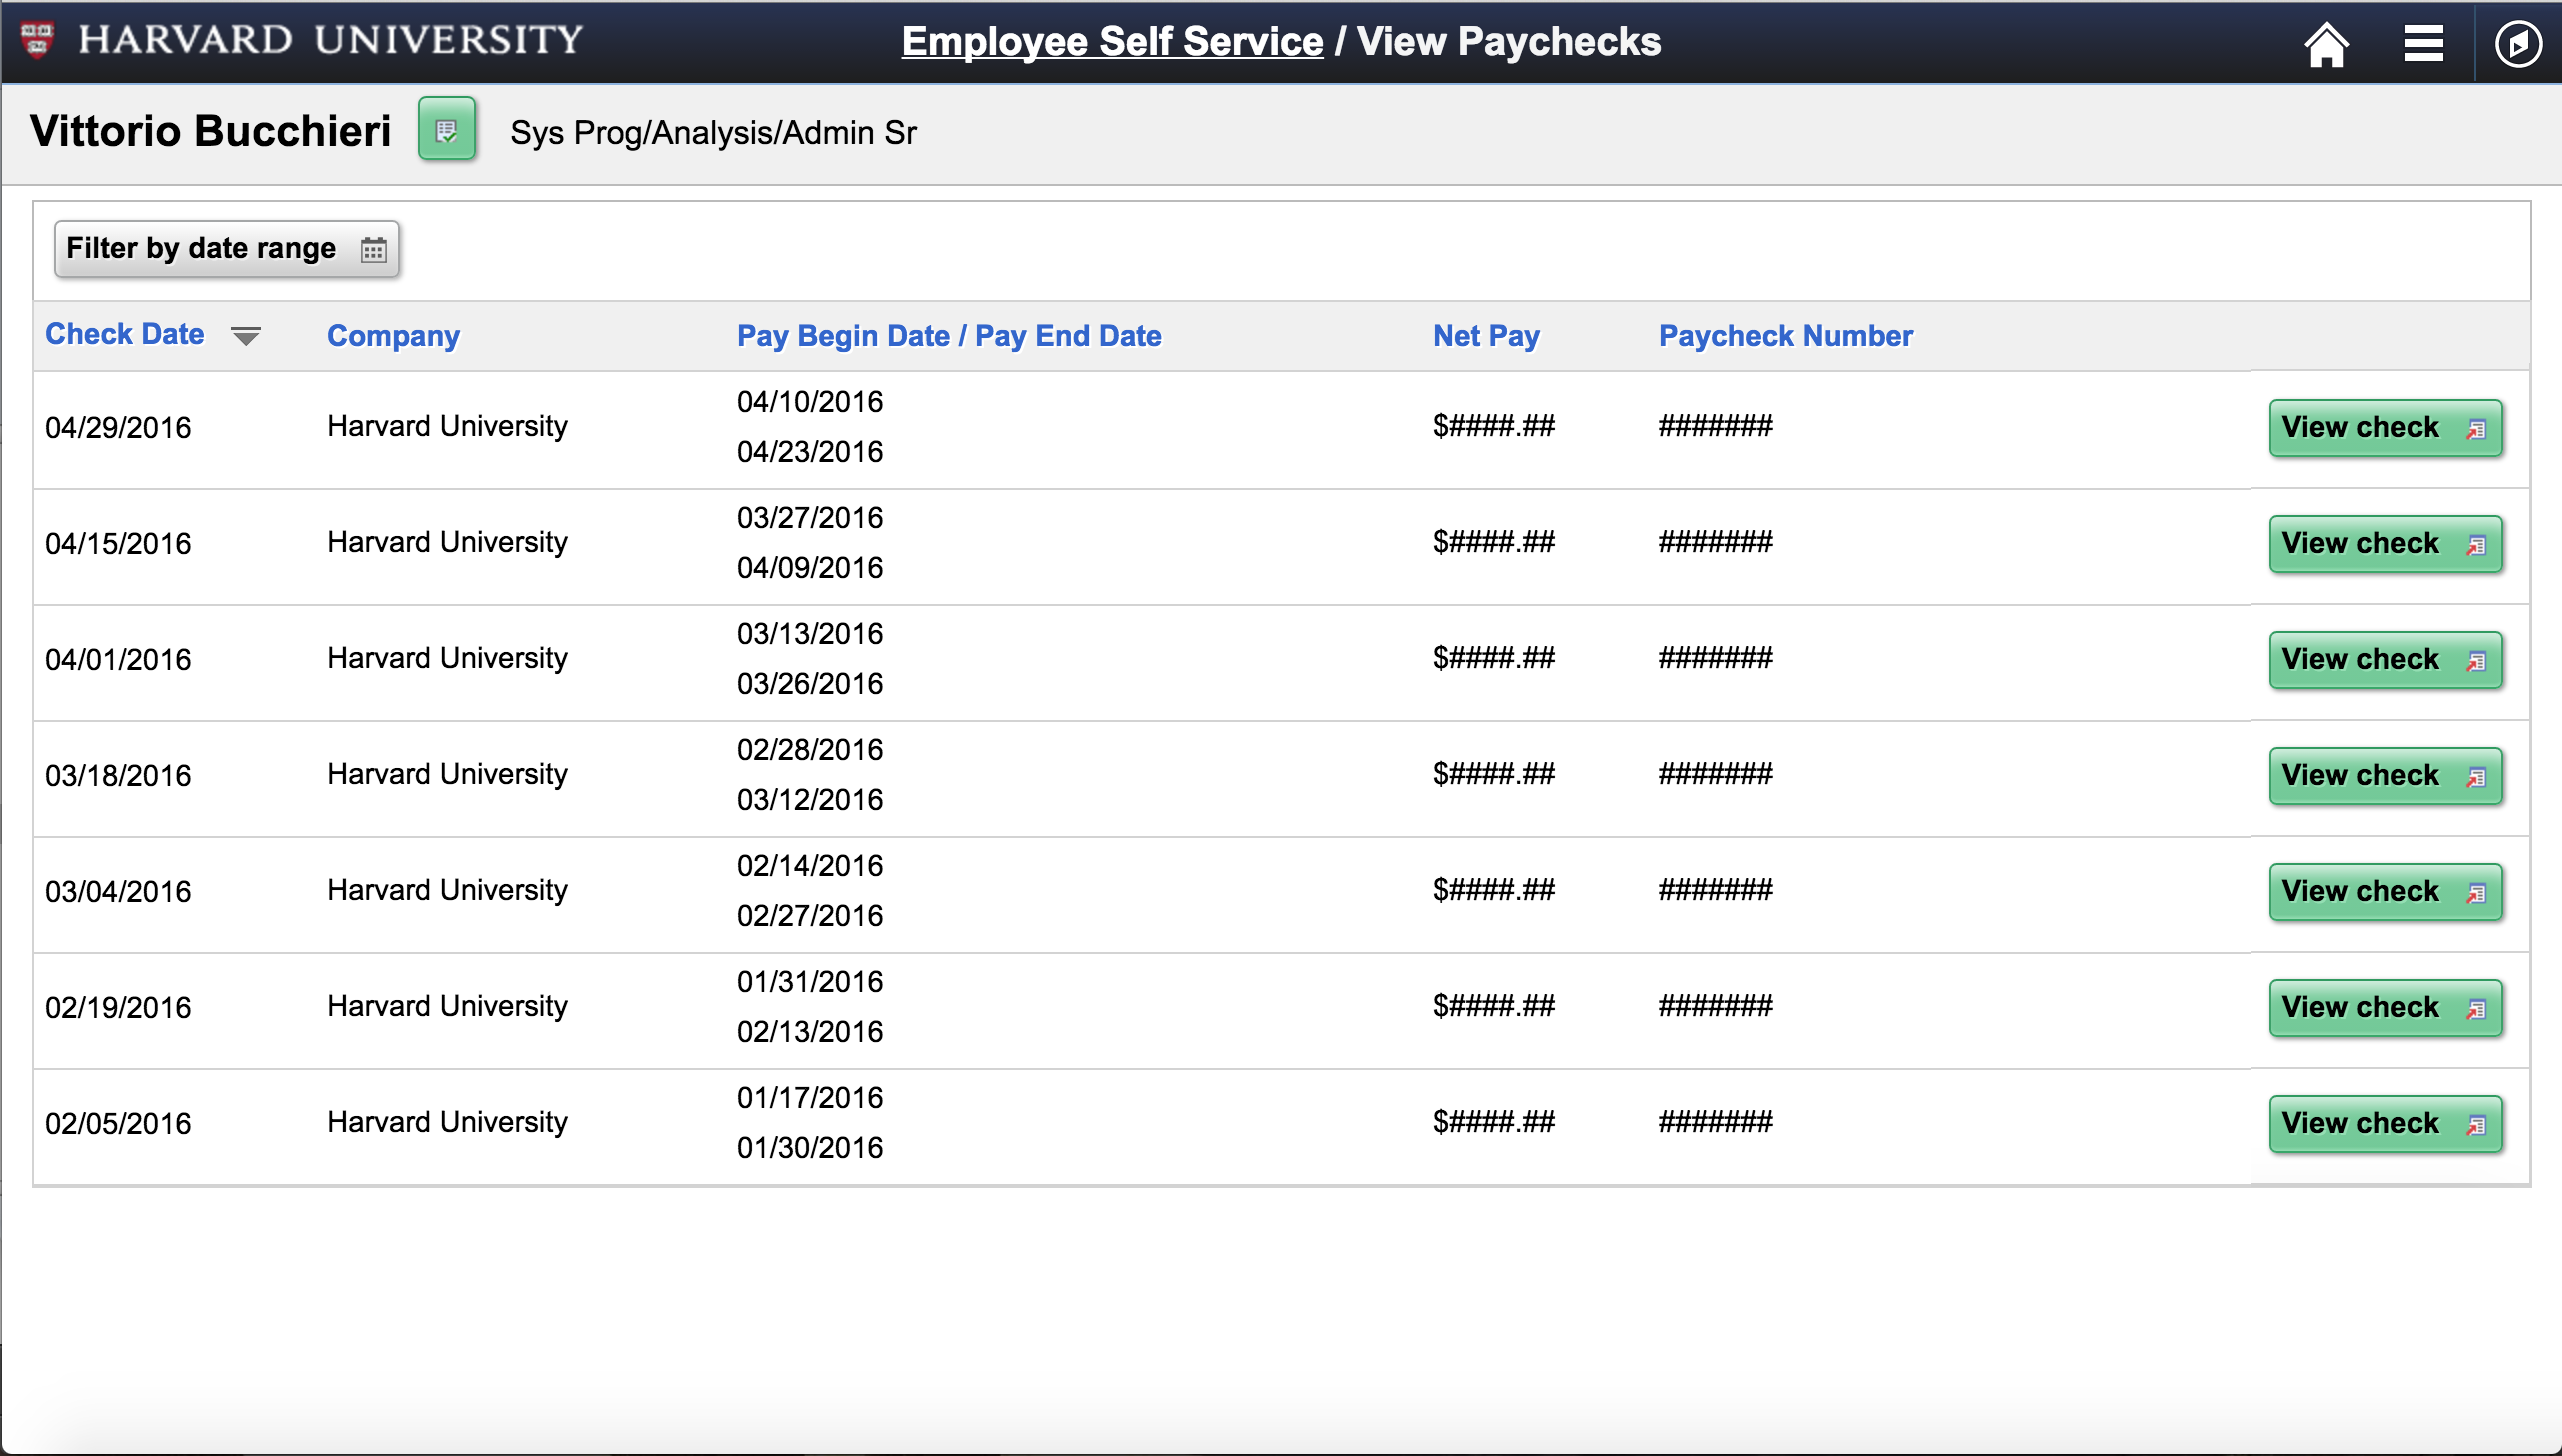 HARVARD UNIVERSITY
Employee Self Service / View Paychecks
Vittorio Bucchieri
Sys Prog/Analysis/Admin Sr
Filter by date range
Check Date Company Pay Begin Date / Pay End Date Net Pay Paycheck Number
04/29/2016 Harvard University 04/10/2016 $####.## ####### View check
04/23/2016
04/15/2016 Harvard University 03/27/2016 $####.## ####### View check
04/09/2016
04/01/2016 Harvard University 03/13/2016 $####.## ####### View check
03/26/2016
03/18/2016 Harvard University 02/28/2016 $####.## ####### View check
03/12/2016
03/04/2016 Harvard University 02/14/2016 $####.## ####### View check
02/27/2016
02/19/2016 Harvard University 01/31/2016 $####.## ####### View check
02/13/2016
02/05/2016 Harvard University 01/17/2016 $####.## ####### View check
01/30/2016